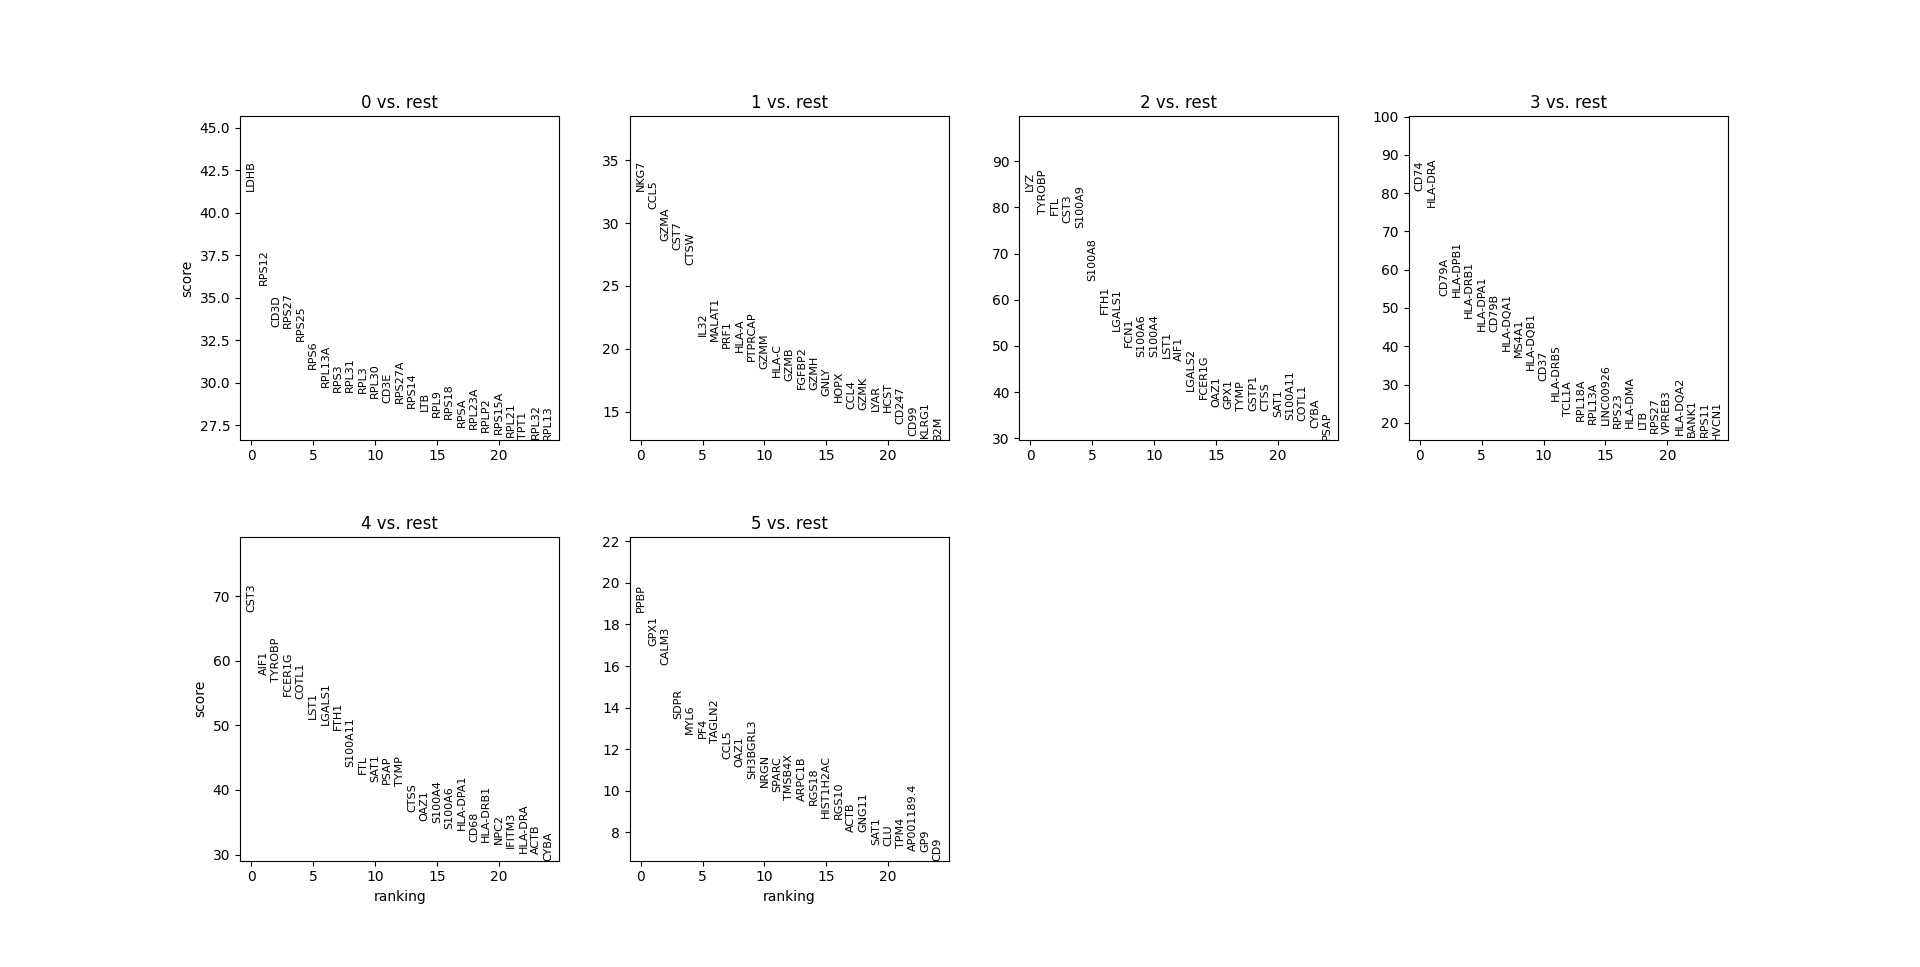 0 vs. rest
score
45.0
42.5
40.0
37.5
35.0
32.5
30.0
27.5
LDHB
RPS12
CD3D
RPS27
RPS25
RPS6
RPL13A
RPS3
RPL31
RPL3
RPL30
CD3E
RPS27A
RPS14
LTB
RPL9
RPS18
RPSA
RPL23A
RPLP2
RPS15A
RPL21
TPT1
RPL32
RPL13
0 5 10 15 20
1 vs. rest
35
30
25
20
15
NKG7
CCL5
GZMA
CST7
CTSW
IL32
MALAT1
PRF1
HLA-A
PTPRCAP
GZMM
HLA-C
GZMB
FGFBP2
GZMH
GNLY
HOPX
CCL4
GZMK
LYAR
HCST
CD247
CD99
KLRG1
B2M
0 5 10 15 20
2 vs. rest
90
80
70
60
50
40
30
LYZ
TYROBP
FTL
CST3
S100A9
S100A8
FTH1
LGALS1
FCN1
S100A6
S100A4
LST1
AIF1
LGALS2
FCER1G
OAZ1
GPX1
TYMP
GSTP1
CTSS
SAT1
S100A11
COTL1
CYBA
PSAP
0 5 10 15 20
3 vs. rest
100
90
80
70
60
50
40
30
20
CD74
HLA-DRA
CD79A
HLA-DPB1
HLA-DRB1
HLA-DPA1
CD79B
HLA-DQA1
MS4A1
HLA-DQB1
CD37
HLA-DRB5
TCL1A
RPL18A
RPL13A
LINC00926
RPS23
HLA-DMA
LTB
RPS27
VPREB3
HLA-DQA2
BANK1
RPS11
HVCN1
0 5 10 15 20
4 vs. rest
score
70
60
50
40
30
CST3
AIF1
TYROBP
FCER1G
COTL1
LST1
LGALS1
FTH1
S100A11
FTL
SAT1
PSAP
TYMP
CTSS
OAZ1
S100A4
S100A6
HLA-DPA1
CD68
HLA-DRB1
NPC2
IFITM3
HLA-DRA
ACTB
CYBA
0 5 10 15 20
ranking
5 vs. rest
22
20
18
16
14
12
10
8
PPBP
GPX1
CALM3
SDPR
MYL6
PF4
TAGLN2
CCL5
OAZ1
SH3BGRL3
NRGN
SPARC
TMSB4X
ARPC1B
RGS18
HIST1H2AC
RGS10
ACTB
GNG11
SAT1
CLU
TPM4
AP001189.4
GP9
CD9
0 5 10 15 20
ranking